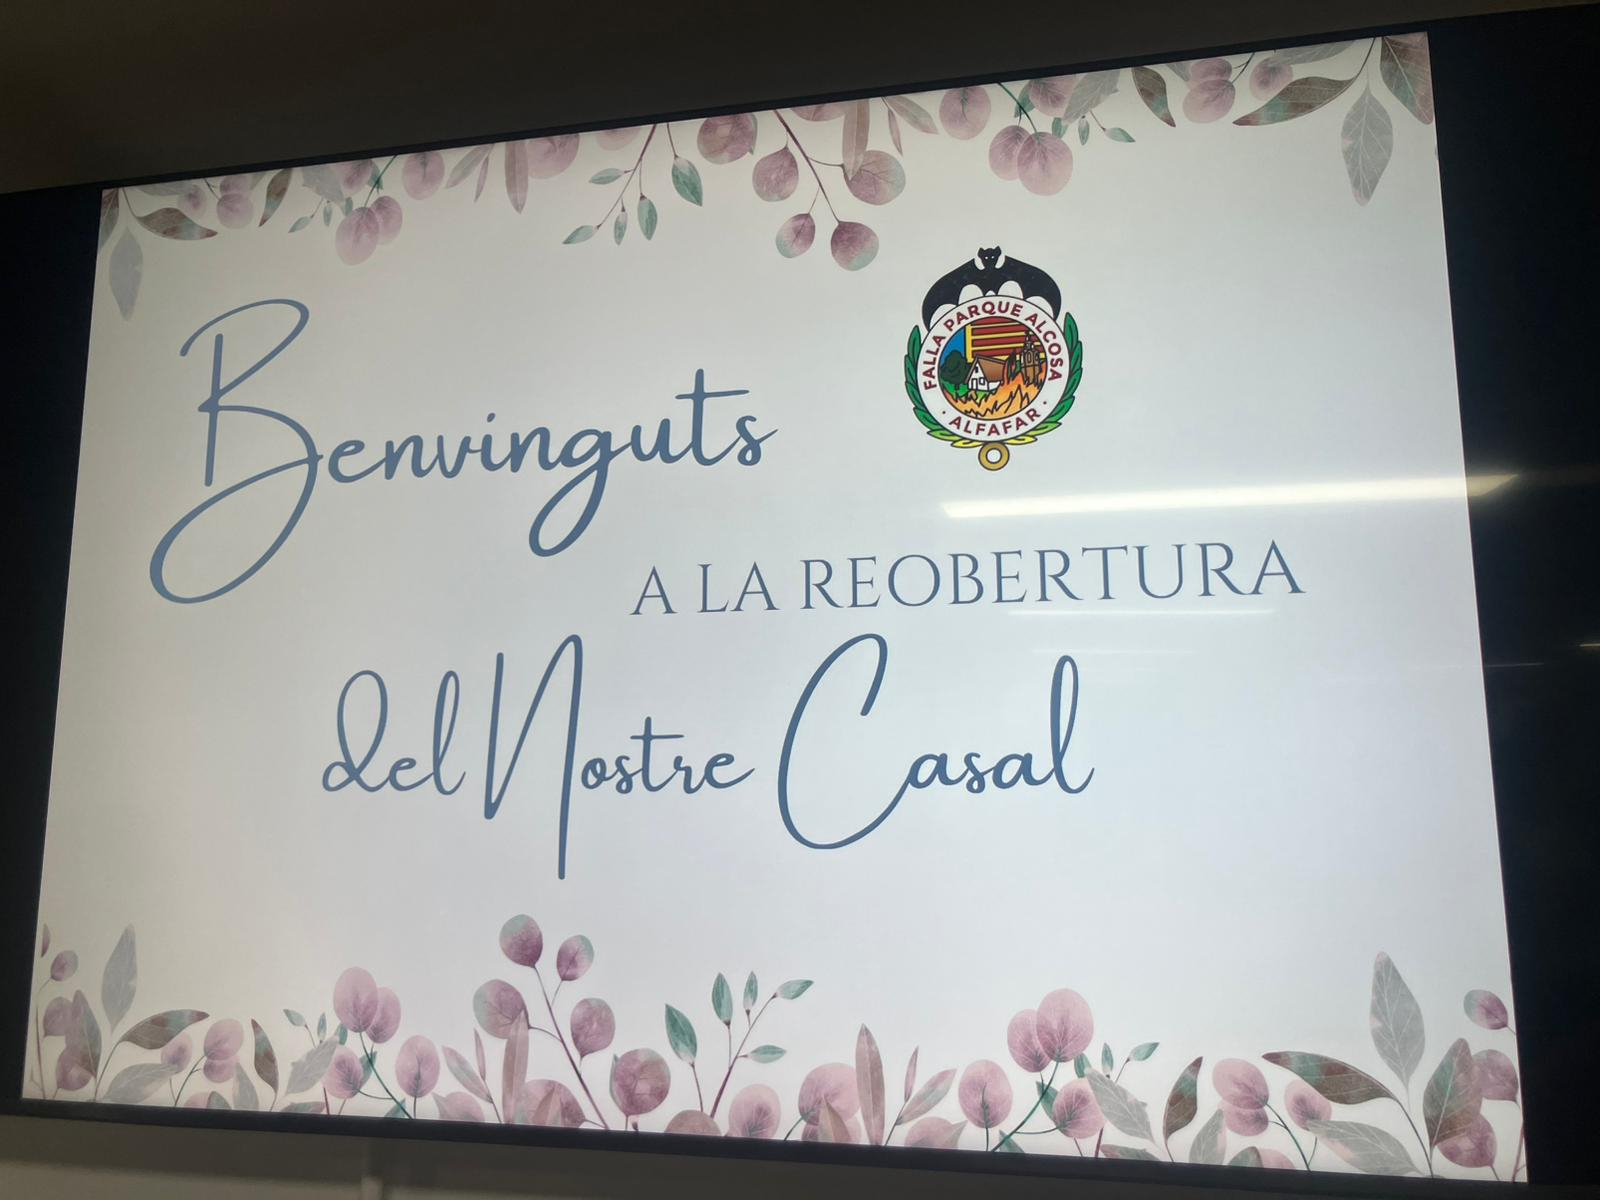 FALLA PARQUE ALCOSA
· ALFAFAR ·
Benvinguts
A LA REOBERTURA
del Nostre Casal